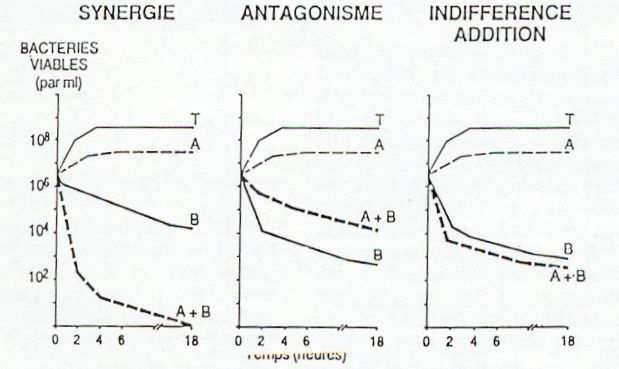 SYNERGIE
ANTAGONISME
INDIFFERENCE
ADDITION
BACTERIES
VIABLES
(par ml)
10⁸
10⁶
10⁴
10²
T
A
B
A + B
0 2 4 6 18
T
A
A + B
B
0 2 4 6 18
T
A
B
A + B
0 2 4 6 18
Temps (heures)